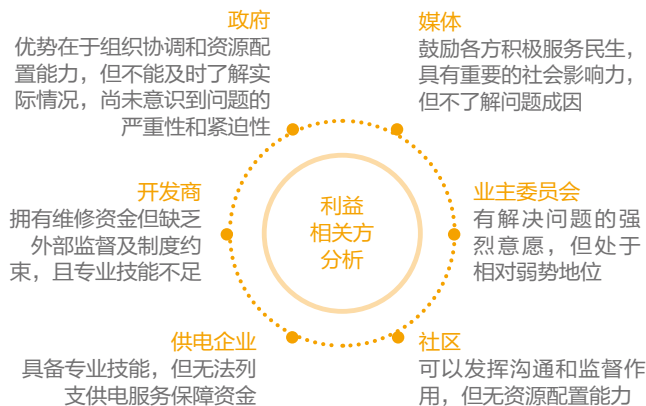 政府
优势在于组织协调和资源配
置能力，但不能及时了解实
际情况，尚未意识到问题的
严重性和紧迫性
媒体
鼓励各方积极服务民生，
具有重要的社会影响力，
但不了解问题成因
开发商
拥有维修资金但缺乏
外部监督及制度约
束，且专业技能不足
利益
相关方
分析
业主委员会
有解决问题的强
烈意愿，但处于
相对弱势地位
供电企业
具备专业技能，但无法列
支供电服务保障资金
社区
可以发挥沟通和监督作
用，但无资源配置能力